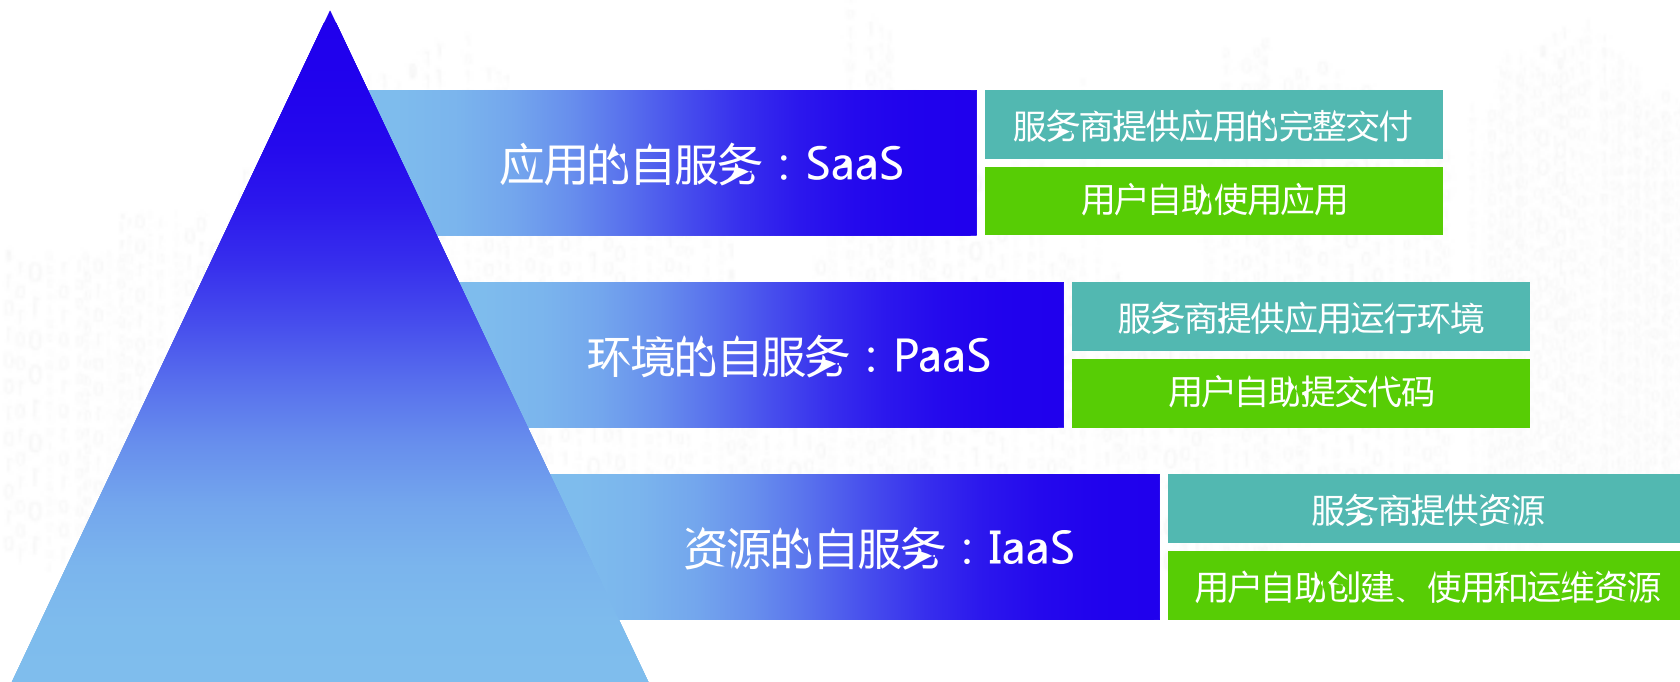 应用的自服务：SaaS
服务商提供应用的完整交付
用户自助使用应用
环境的自服务：PaaS
服务商提供应用运行环境
用户自助提交代码
资源的自服务：IaaS
服务商提供资源
用户自助创建、使用和运维资源